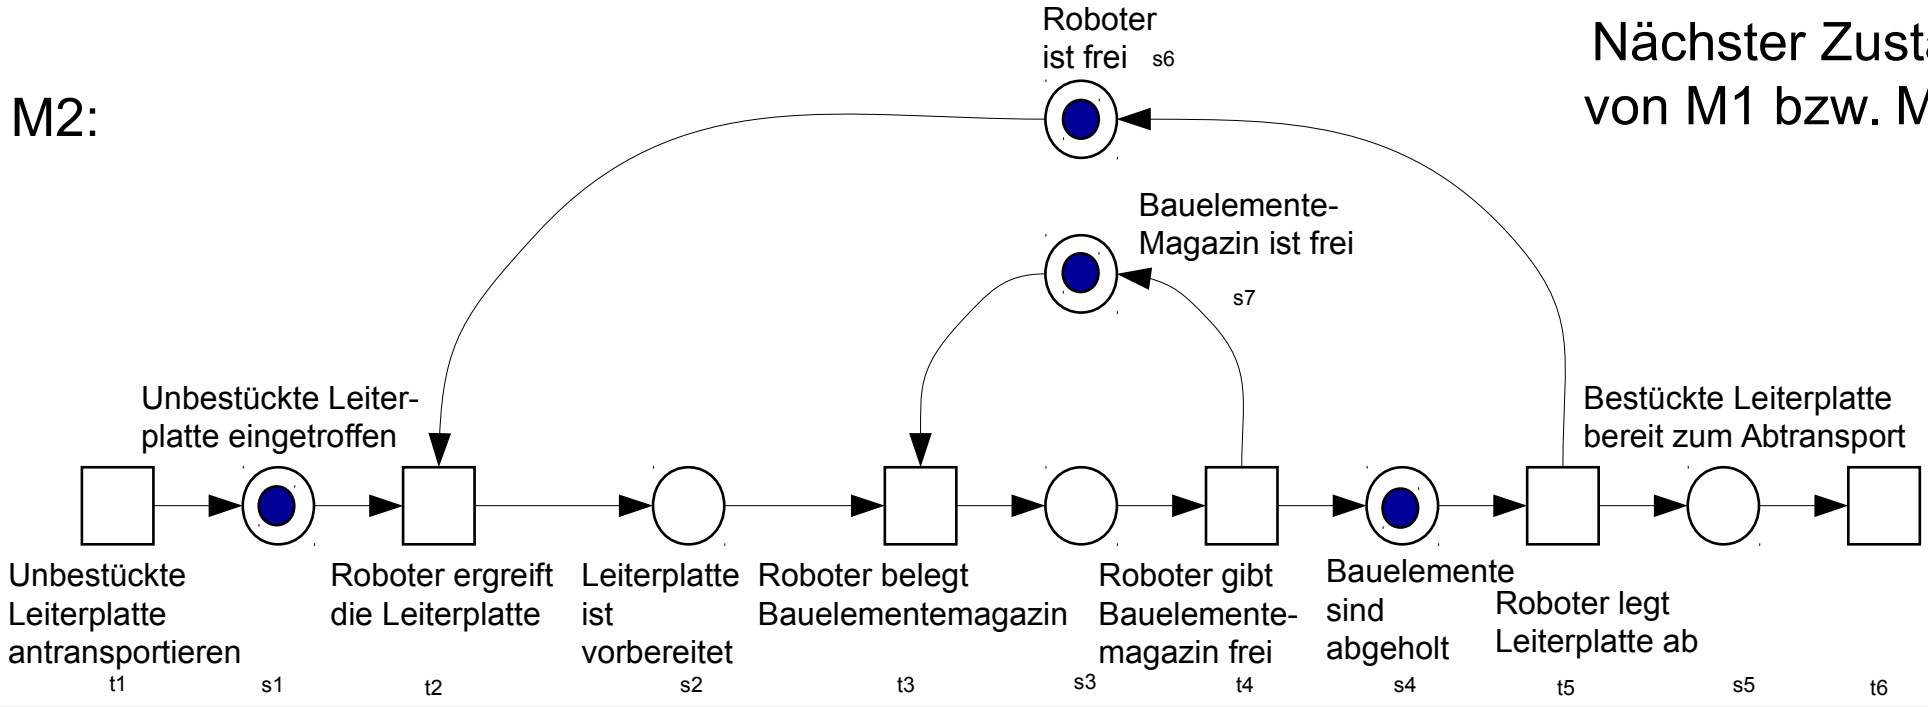 Roboter
ist frei
s6
Nächster
von M1 bzw.
M2:
Bauelemente-
Magazin ist frei
s7
Unbestückte Leiter-
platte eingetroffen
Bestückte Leiterplatte
bereit zum Abtransport
Unbestückte
Leiterplatte
antransportieren
Roboter ergreift
die Leiterplatte
Leiterplatte
ist
vorbereitet
Roboter belegt
Bauelementemagazin
Roboter gibt
Bauelemente-
magazin frei
Bauelemente
sind
abgeholt
Roboter legt
Leiterplatte ab
t1 s1 t2 s2 t3 s3 t4 s4 t5 s5 t6